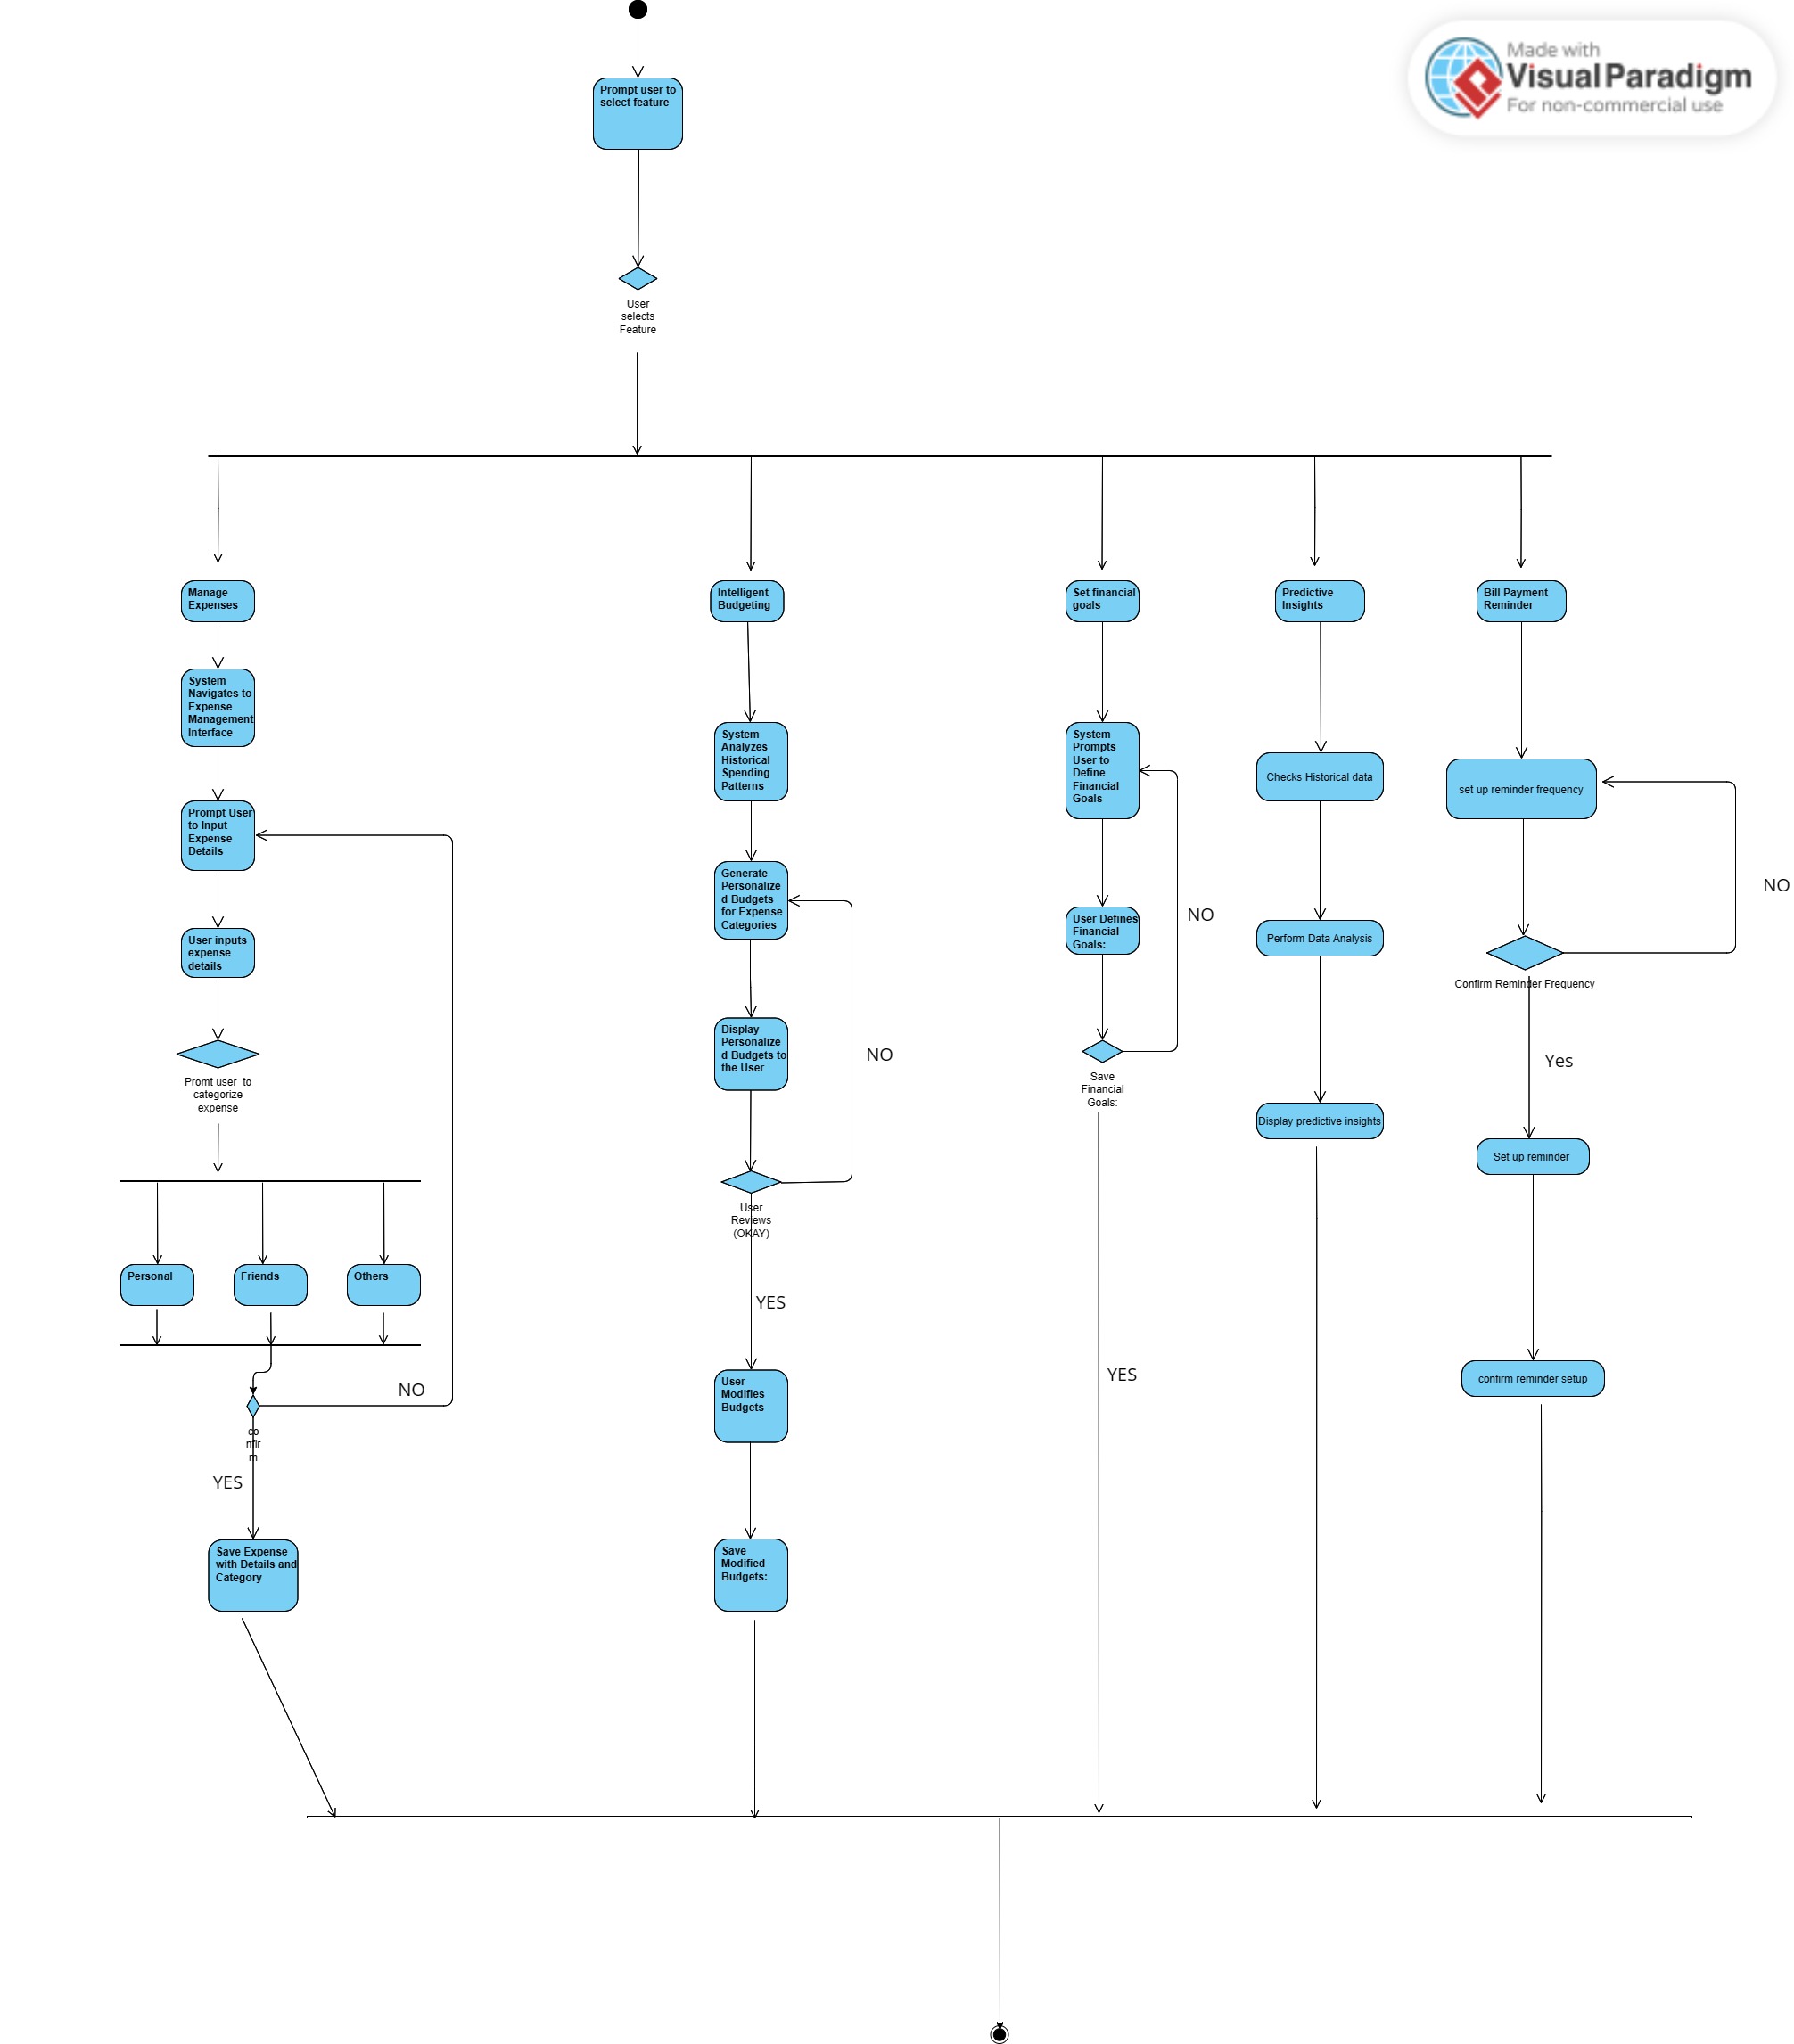 Made with
Visual Paradigm
For non-commercial use
Prompt user to
select feature
User
selects
Feature
Manage
Expenses
System
Navigates to
Expense
Management
Interface
Prompt User
to Input
Expense
Details
User inputs
expense
details
Promt user to
categorize
expense
Personal
Friends
Others
NO
co
nfir
m
YES
Save Expense
with Details and
Category
Intelligent
Budgeting
System
Analyzes
Historical
Spending
Patterns
Generate
Personalize
d Budgets
for Expense
Categories
Display
Personalize
d Budgets to
the User
NO
User
Reviews
(OKAY)
YES
User
Modifies
Budgets
Save
Modified
Budgets:
Set financial
goals
System
Prompts
User to
Define
Financial
Goals
User Defines
Financial
Goals:
NO
Save
Financial
Goals:
YES
Predictive
Insights
Checks Historical data
Perform Data Analysis
Display predictive insights
Bill Payment
Reminder
set up reminder frequency
NO
Confirm Reminder Frequency
Yes
Set up reminder
confirm reminder setup